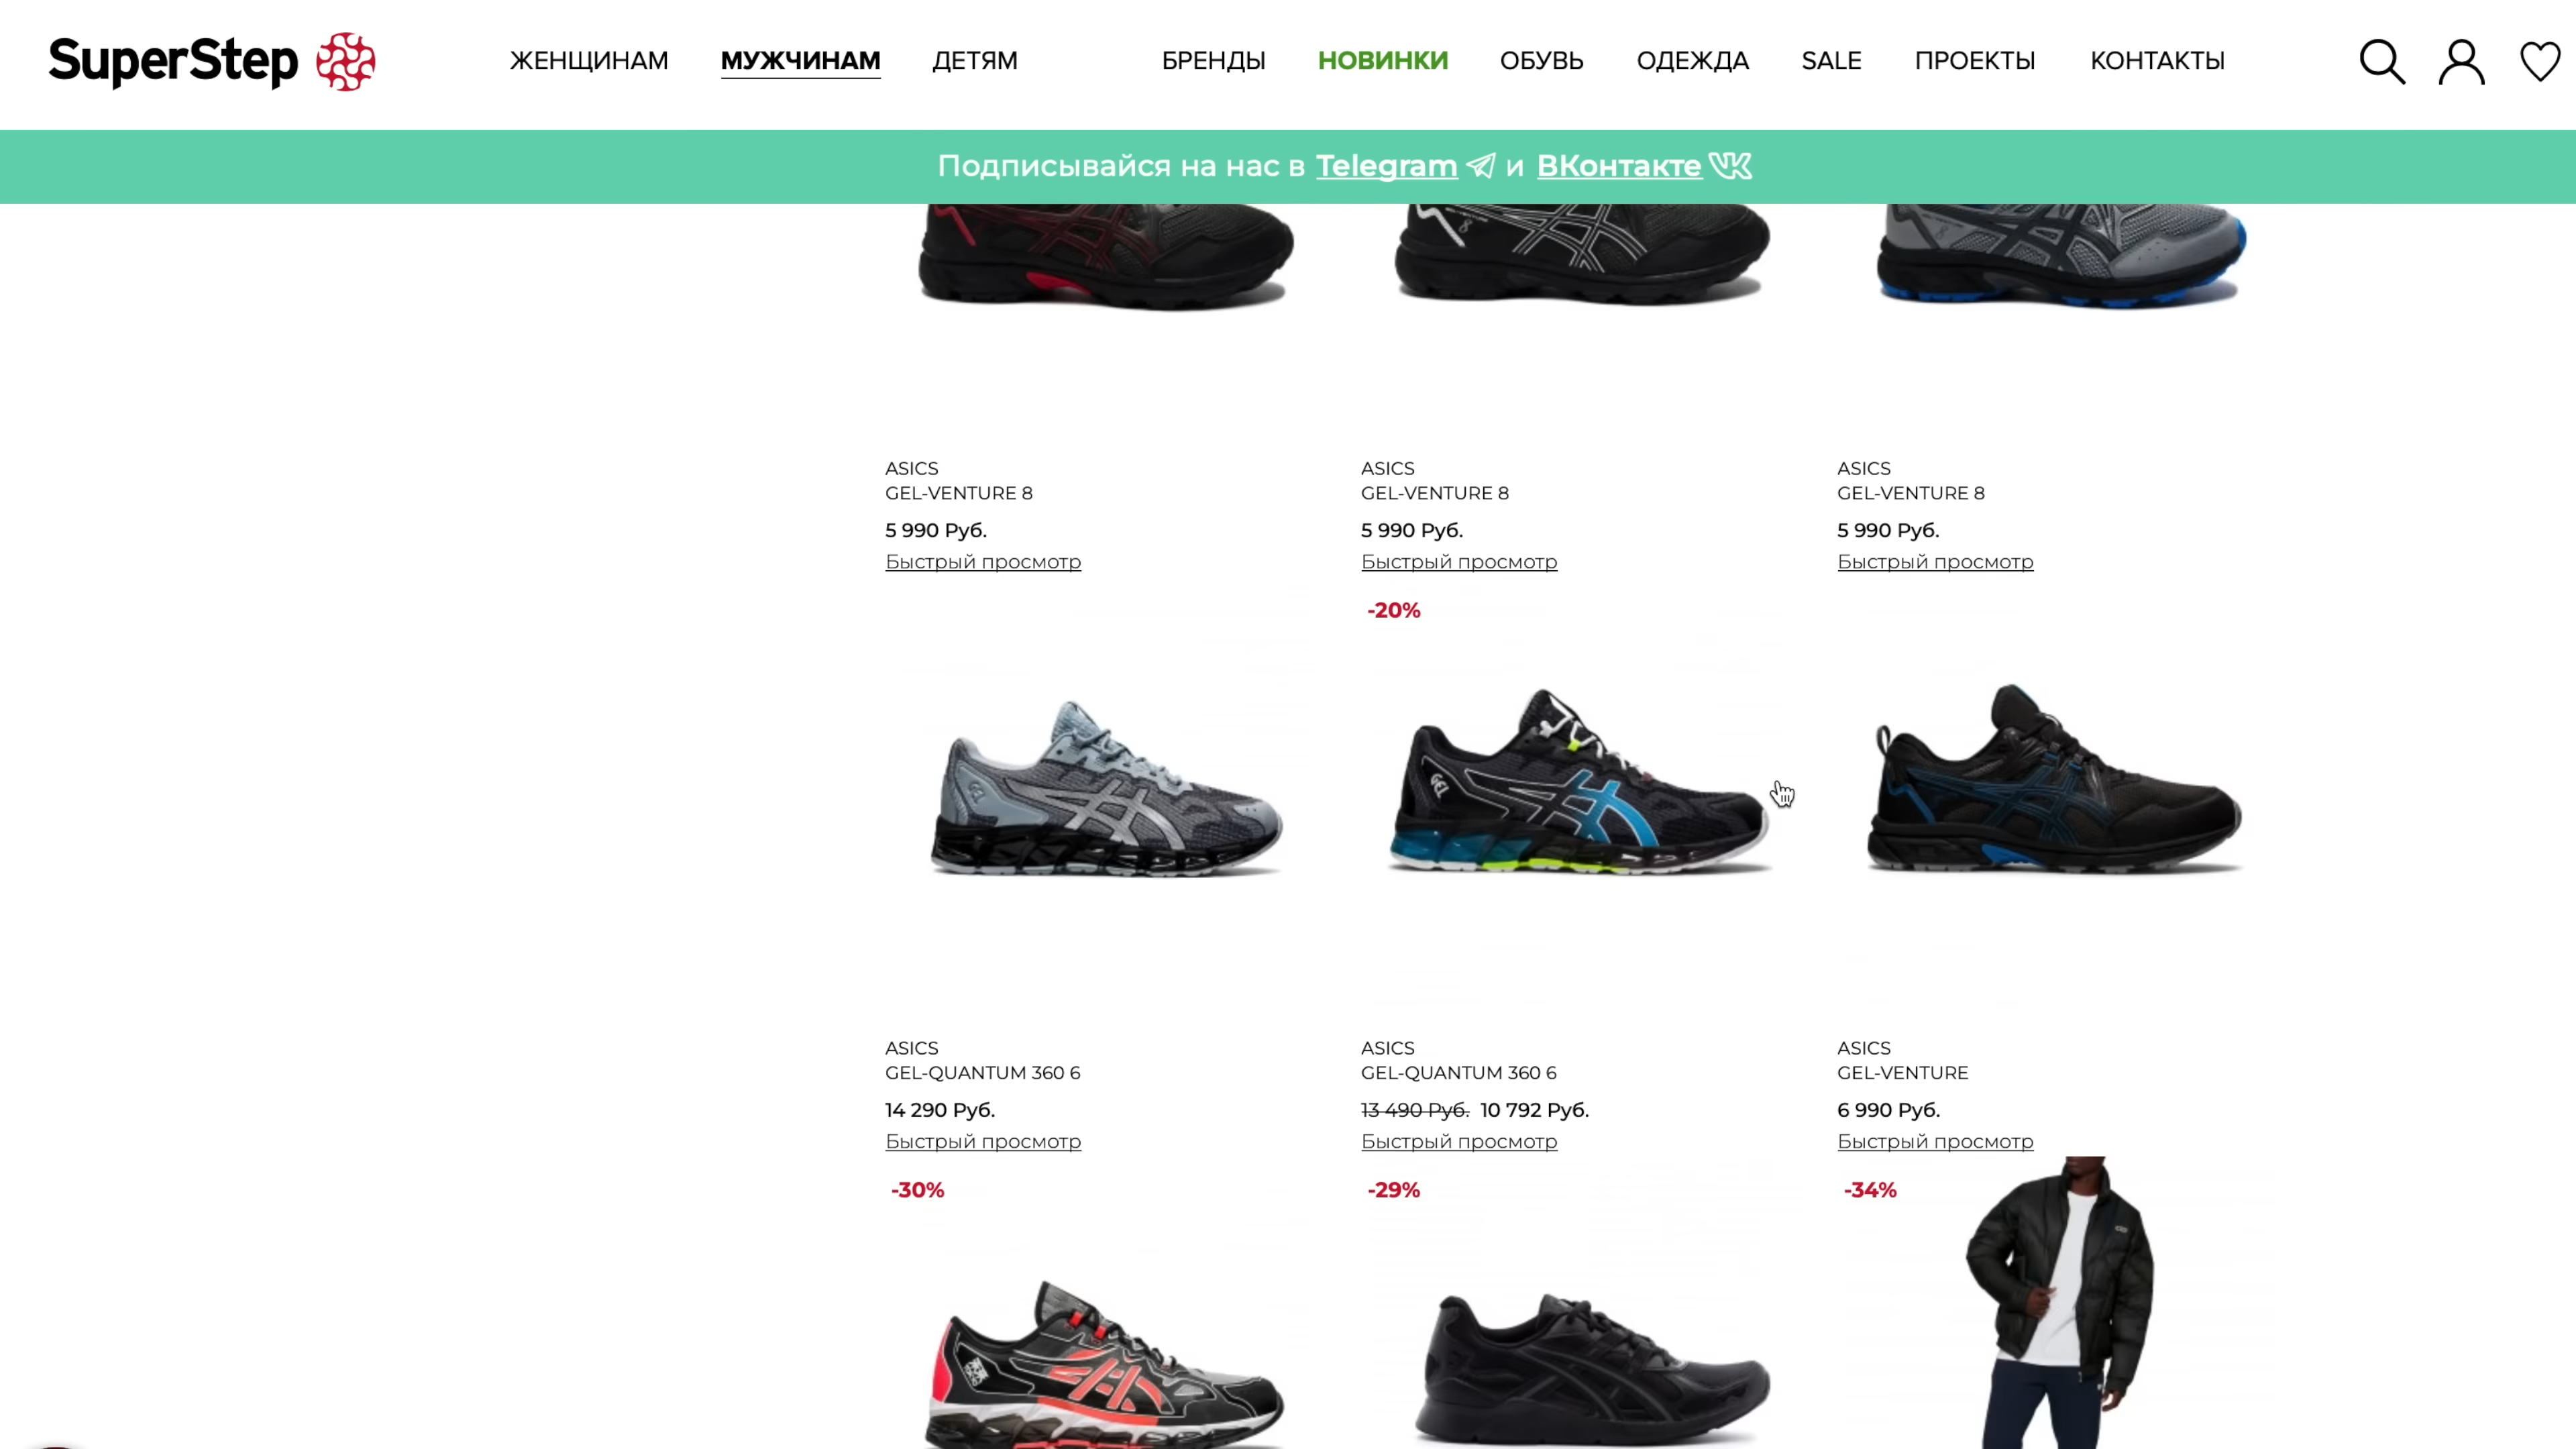 SuperStep
ЖЕНЩИНАМ МУЖЧИНАМ ДЕТЯМ БРЕНДЫ НОВИНКИ ОБУВЬ ОДЕЖДА SALE ПРОЕКТЫ КОНТАКТЫ
Подписывайся на нас в Telegram и ВКонтакте
ASICS
GEL-VENTURE 8
5 990 Руб.
Быстрый просмотр
ASICS
GEL-VENTURE 8
5 990 Руб.
Быстрый просмотр
ASICS
GEL-VENTURE 8
5 990 Руб.
Быстрый просмотр
ASICS
GEL-QUANTUM 360 6
14 290 Руб.
Быстрый просмотр
-20%
GEL
ASICS
GEL-QUANTUM 360 6
13 490 Руб. 10 792 Руб.
Быстрый просмотр
ASICS
GEL-VENTURE
6 990 Руб.
Быстрый просмотр
-30%
-29%
-34%